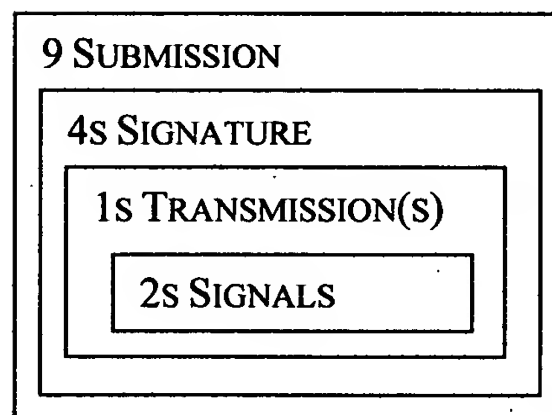 9 SUBMISSION
4S SIGNATURE
1S TRANSMISSION(S)
2S SIGNALS